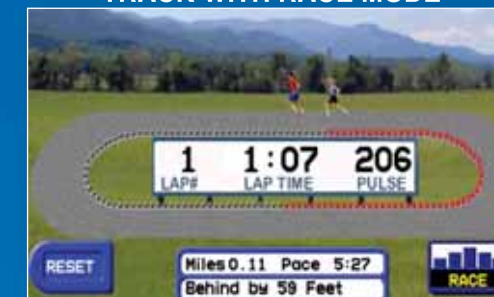 TRACK WITH RACE MODE
1 1:07 206
LAP# LAP TIME PULSE
RESET
Miles 0.11 Pace 5:27
Behind by 59 Feet
RACE